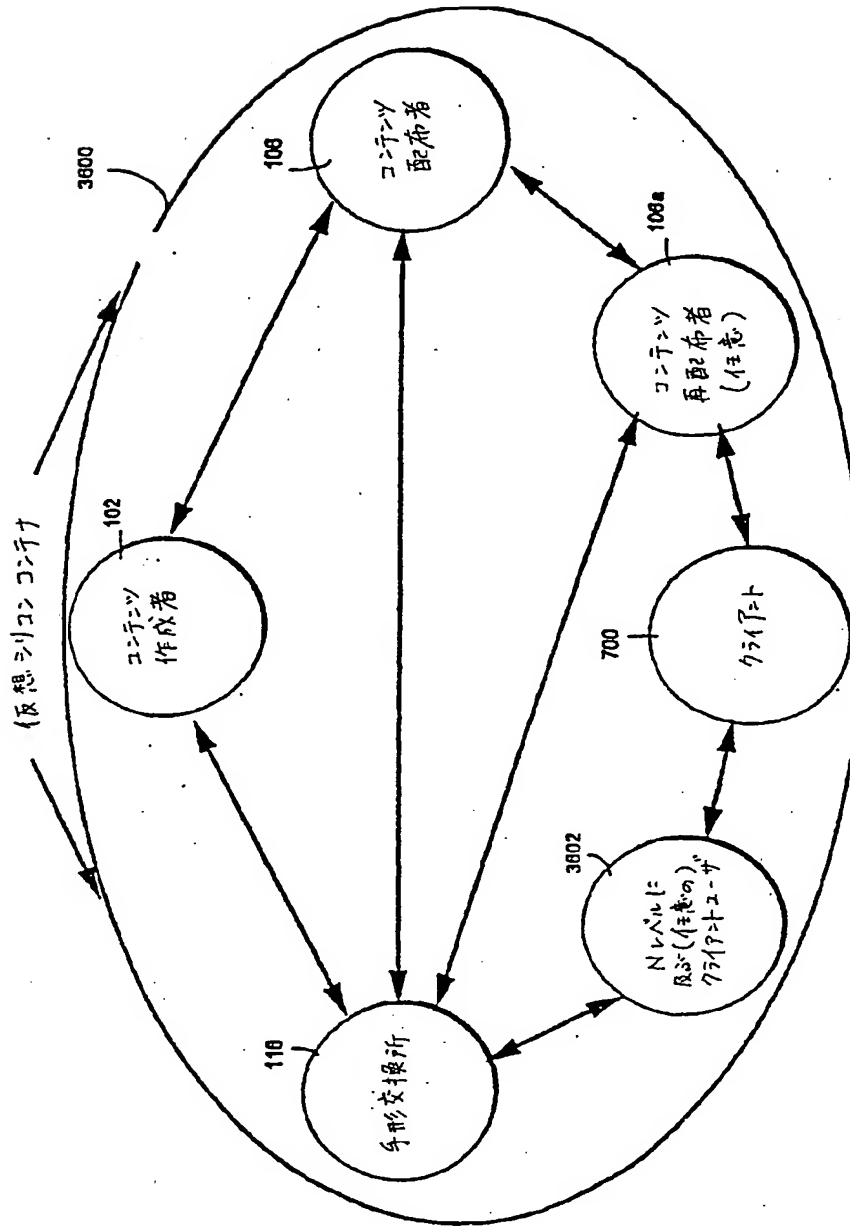 仮想シリコンコンテナ
3600
コンテンツ
作成者
102
コンテンツ
配布者
106
手形交換所
116
コンテンツ
再配布者
(任意)
106a
Nレベルに
及ぶ(任意の)
クライアントユーザ
3602
クライアント
700